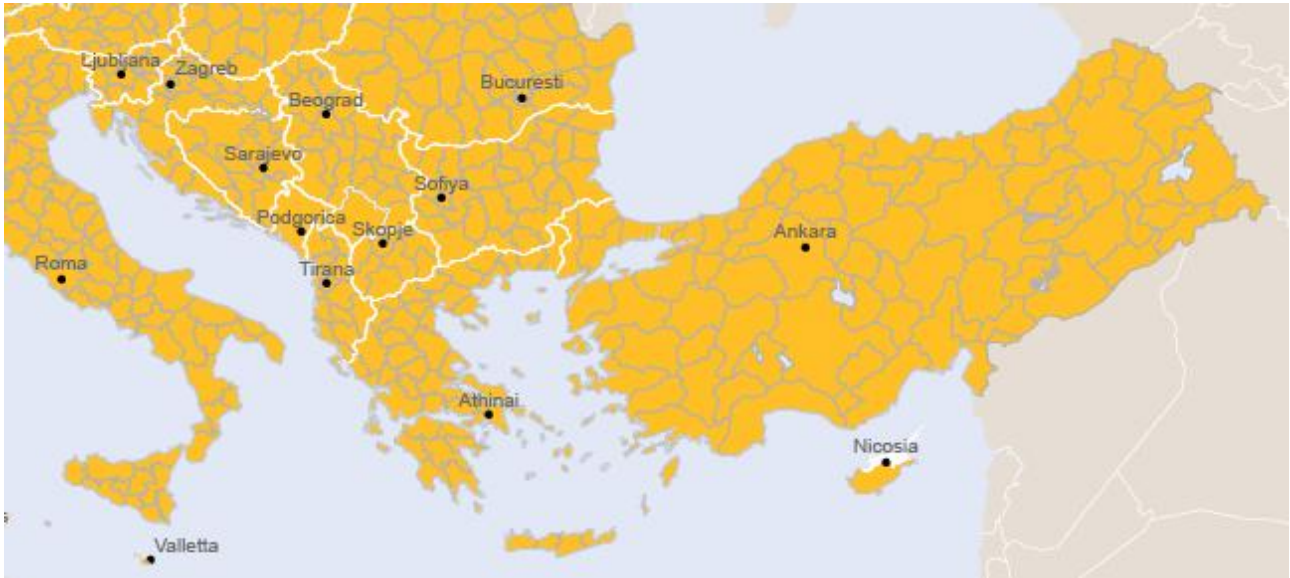 Ljubljana
Zagreb
Bucuresti
Beograd
Sarajevo
Sofiya
Podgorica
Skopje
Ankara
Roma
Tirana
Athinai
Nicosia
s
Valletta